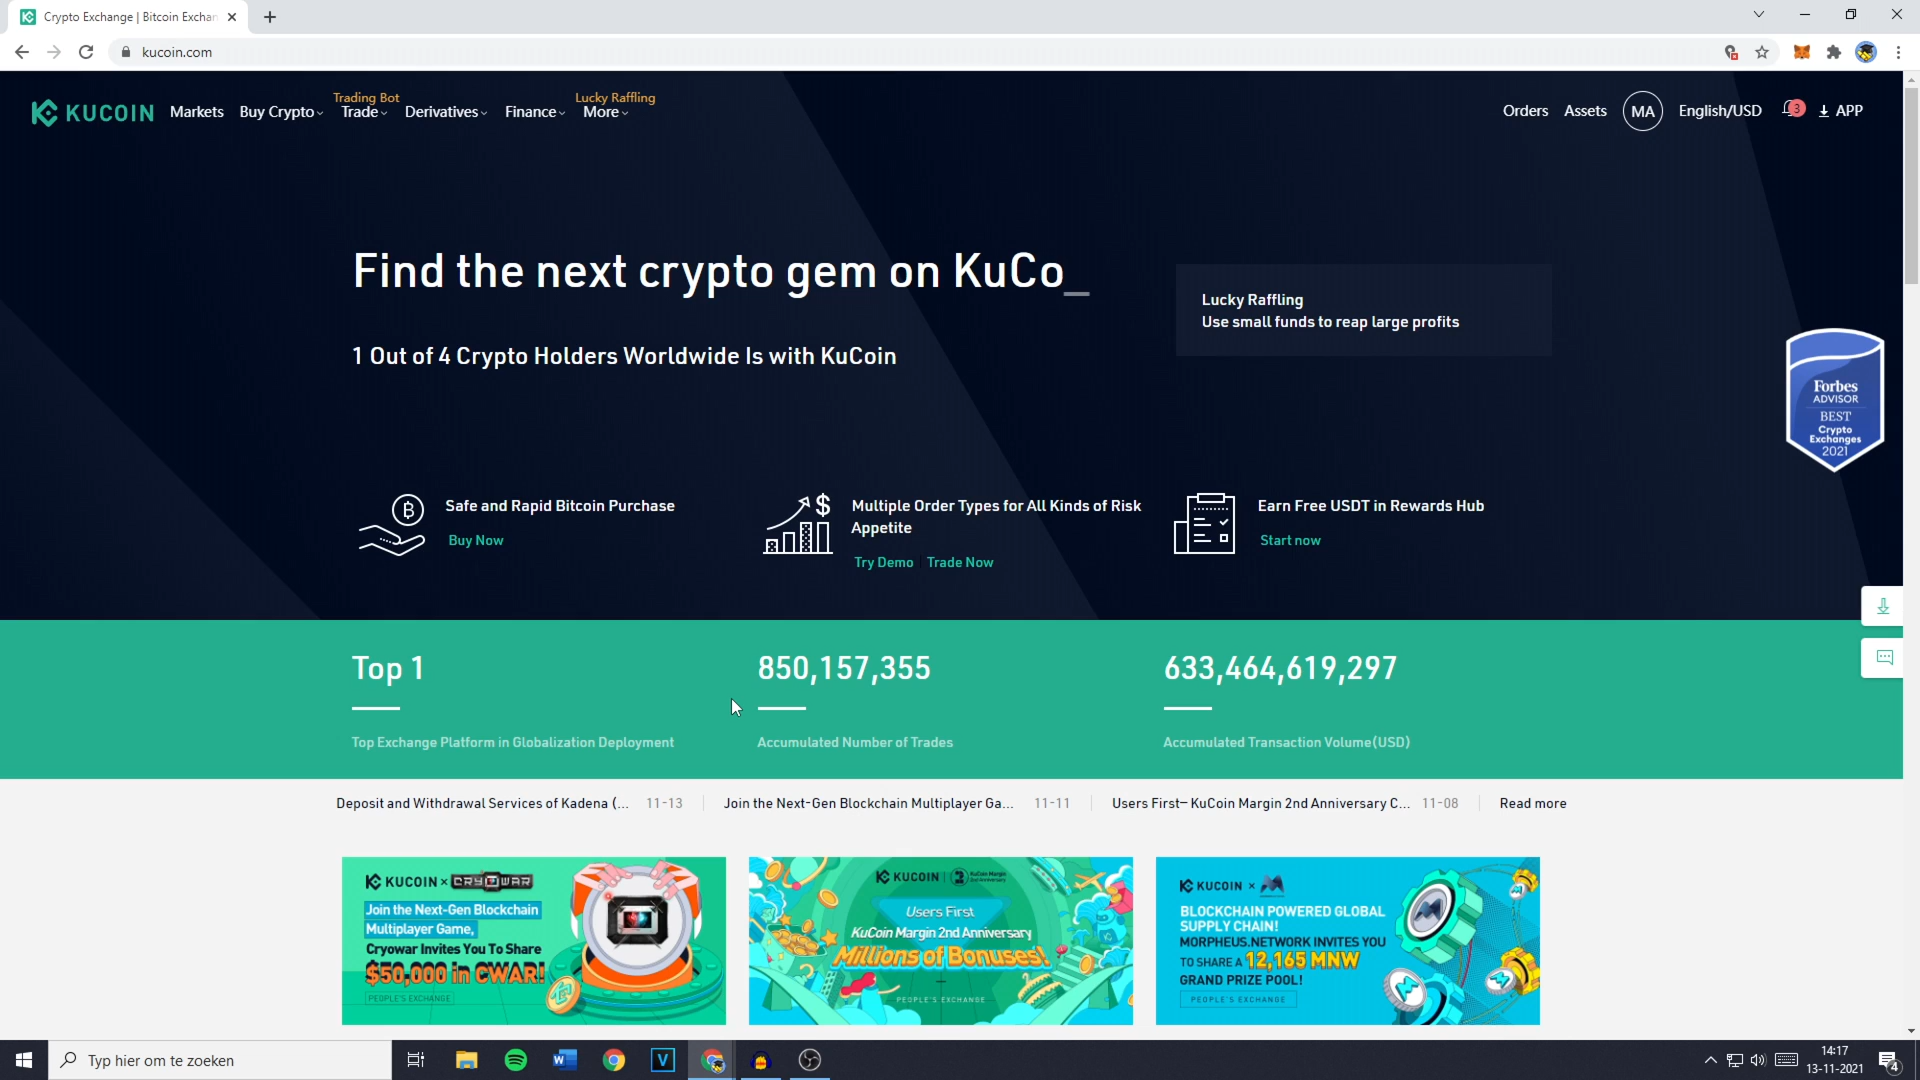 Crypto Exchange | Bitcoin Exchan
kucoin.com
KUCOIN
Markets
Buy Crypto
Trading Bot
Trade
Derivatives
Finance
Lucky Raffling
More
Orders
Assets
MA
English/USD
3
APP
Find the next crypto gem on KuCo_
1 Out of 4 Crypto Holders Worldwide Is with KuCoin
Lucky Raffling
Use small funds to reap large profits
Forbes
ADVISOR
BEST
Crypto
Exchanges
2021
Safe and Rapid Bitcoin Purchase
Buy Now
Multiple Order Types for All Kinds of Risk
Appetite
Try Demo
Trade Now
Earn Free USDT in Rewards Hub
Start now
Top 1
Top Exchange Platform in Globalization Deployment
850,157,355
Accumulated Number of Trades
633,464,619,297
Accumulated Transaction Volume(USD)
Deposit and Withdrawal Services of Kadena (... 11-13
Join the Next-Gen Blockchain Multiplayer Ga... 11-11
Users First— KuCoin Margin 2nd Anniversary C... 11-08
Read more
KUCOIN × CRYOWAR
Join the Next-Gen Blockchain
Multiplayer Game,
Cryowar Invites You To Share
$50,000 in CWAR!
PEOPLE'S EXCHANGE
KUCOIN | 2 KuCoin Margin
2nd Anniversary
Users First
KuCoin Margin 2nd Anniversary
Millions of Bonuses!
PEOPLE'S EXCHANGE
KUCOIN ×
BLOCKCHAIN POWERED GLOBAL
SUPPLY CHAIN!
MORPHEUS.NETWORK INVITES YOU
TO SHARE A 12,165 MNW
GRAND PRIZE POOL!
PEOPLE'S EXCHANGE
Typ hier om te zoeken
14:17
13-11-2021
4